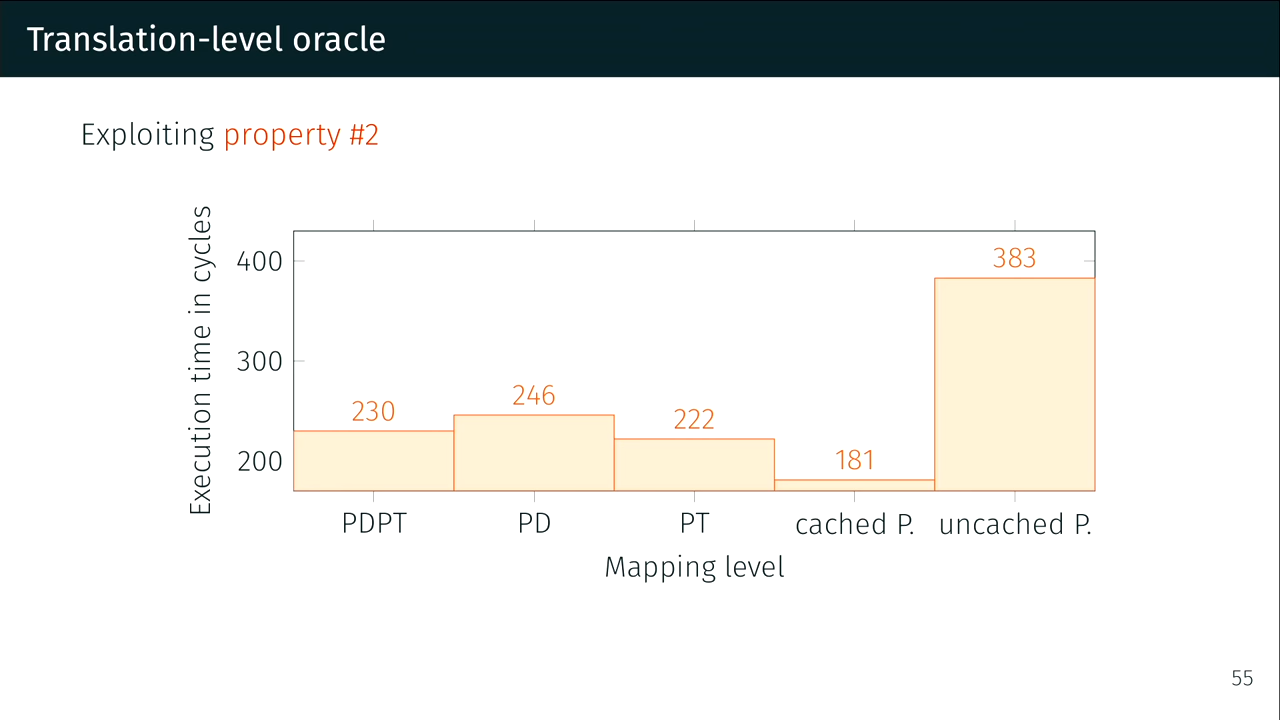 Translation-level oracle
Exploiting property #2
Execution time in cycles
400
300
200
230
246
222
181
383
PDPT
PD
PT
cached P.
uncached P.
Mapping level
55